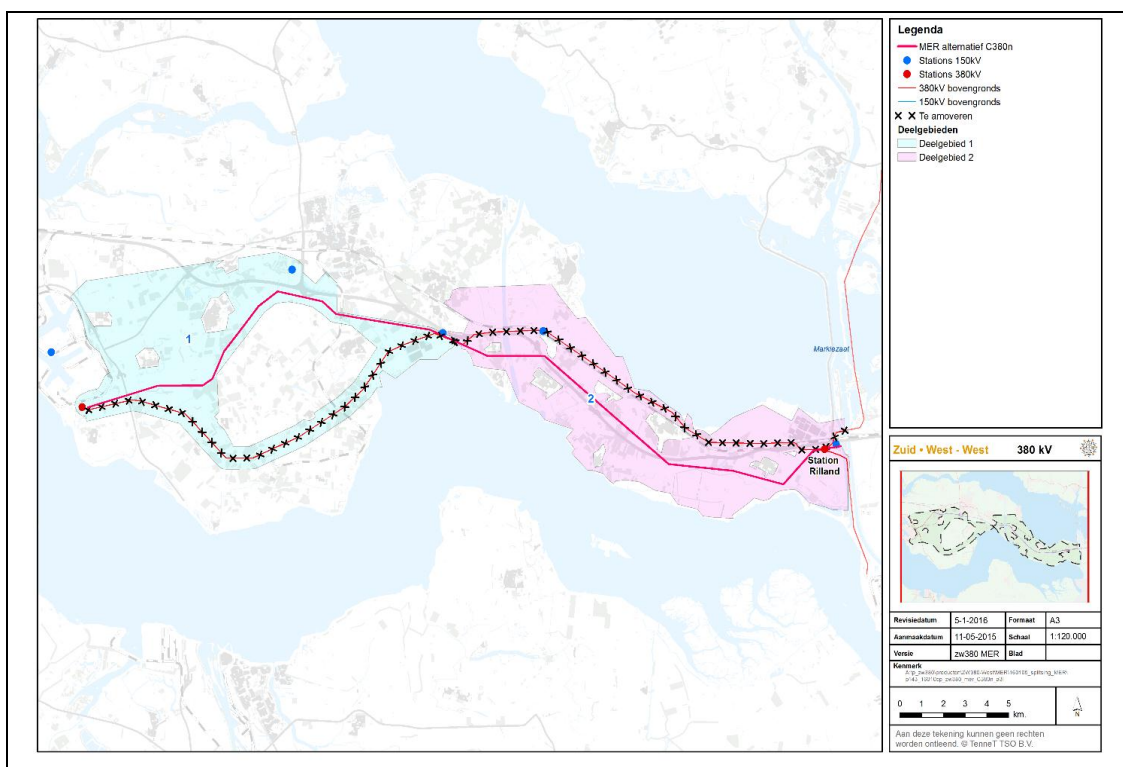 Legenda
MER alternatief C380n
Stations 150kV
Stations 380kV
380kV bovengronds
150kV bovengronds
Te amoveren
Deelgebieden
Deelgebied 1
Deelgebied 2
1
2
Markiezaat
Station
Rilland
Zuid • West - West 380 kV
Revisiedatum 5-1-2016 Formaat A3
Aanmaakdatum 11-05-2015 Schaal 1:120.000
Versie zw380 MER Blad
Kenmerk
0 1 2 3 4 5
km.
N
Aan deze tekening kunnen geen rechten
worden ontleend. © TenneT TSO B.V.